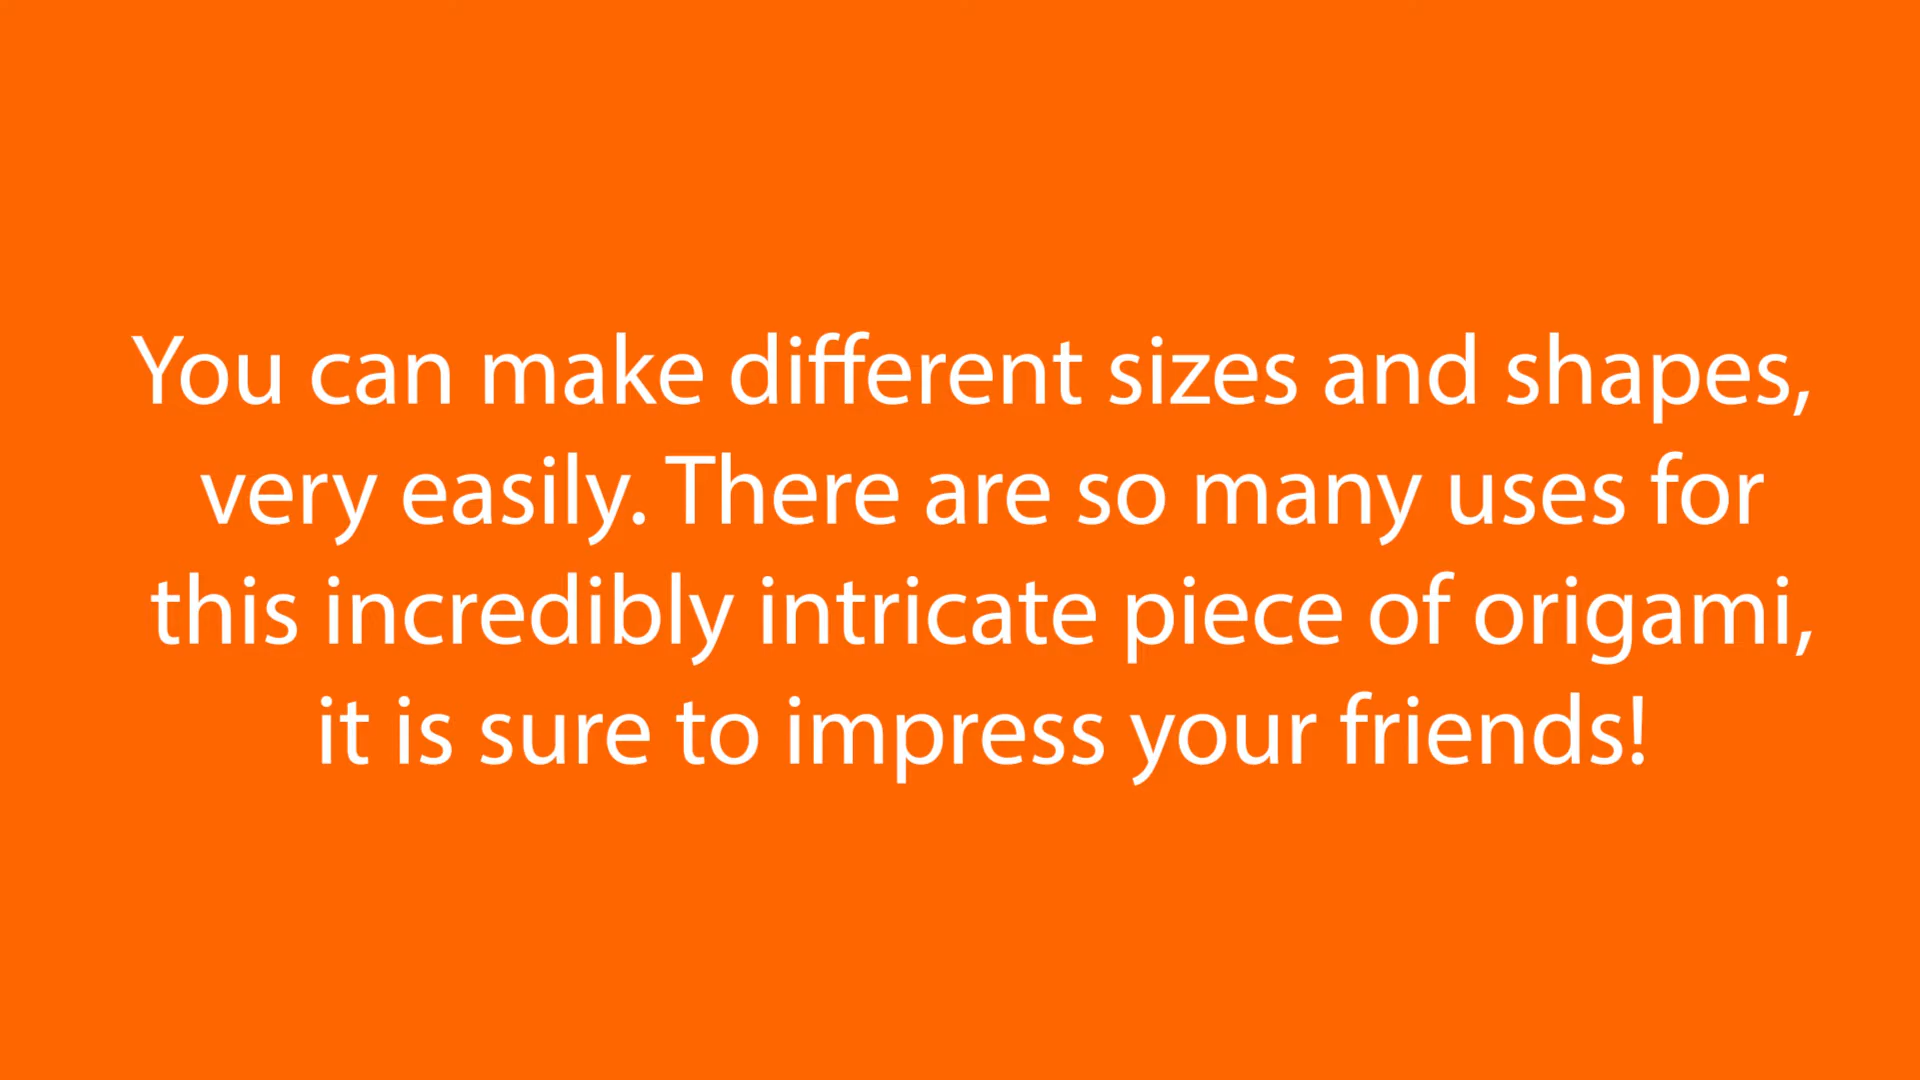 You can make different sizes and shapes,
very easily. There are so many uses for
this incredibly intricate piece of origami,
it is sure to impress your friends!